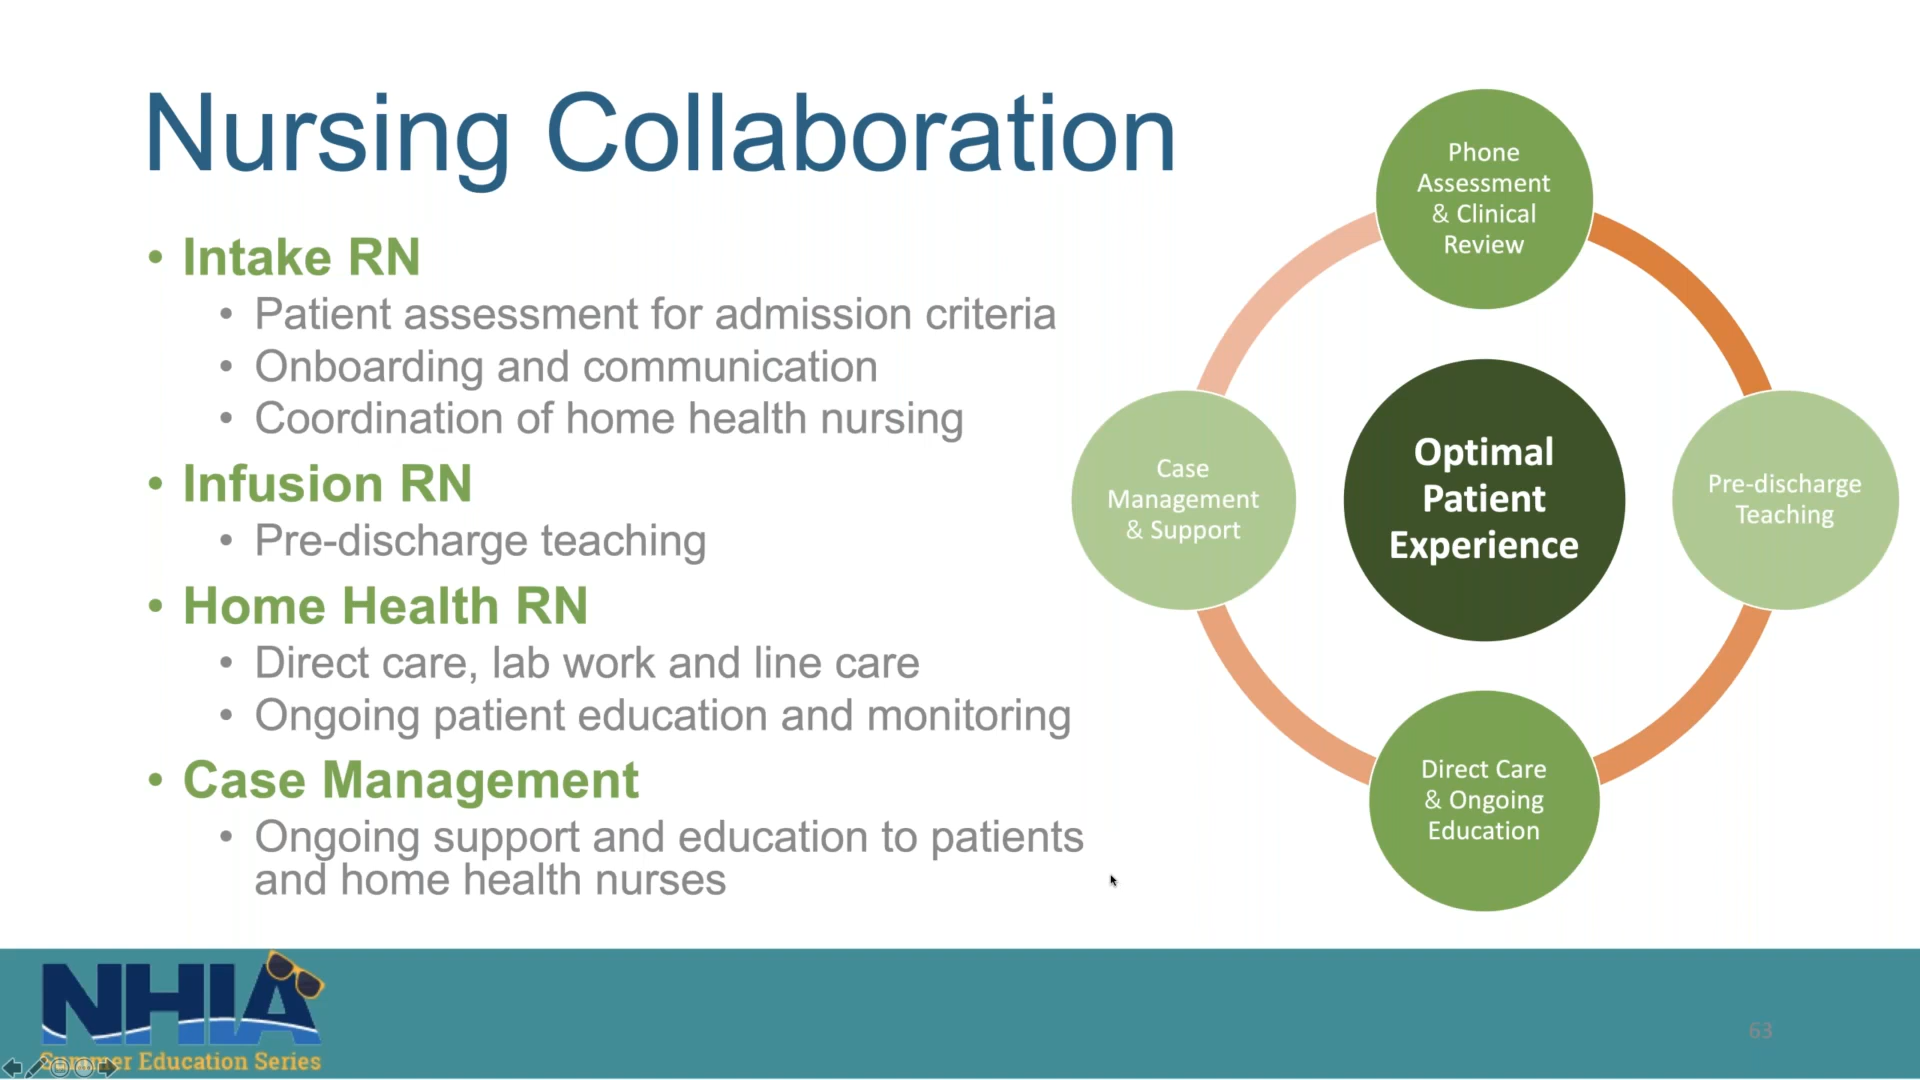 Nursing Collaboration
• Intake RN
• Patient assessment for admission criteria
• Onboarding and communication
• Coordination of home health nursing
• Infusion RN
• Pre-discharge teaching
• Home Health RN
• Direct care, lab work and line care
• Ongoing patient education and monitoring
• Case Management
• Ongoing support and education to patients
and home health nurses
Phone
Assessment
& Clinical
Review
Pre-discharge
Teaching
Direct Care
& Ongoing
Education
Case
Management
& Support
Optimal
Patient
Experience
NHIA
Summer Education Series
63